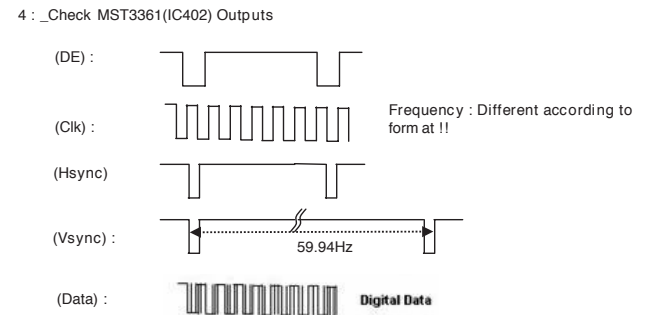 4 : _Check MST3361(IC402) Outputs
(DE) :
(Clk) :
Frequency : Different according to
form at !!
(Hsync)
(Vsync) :
59.94Hz
(Data) :
Digital Data